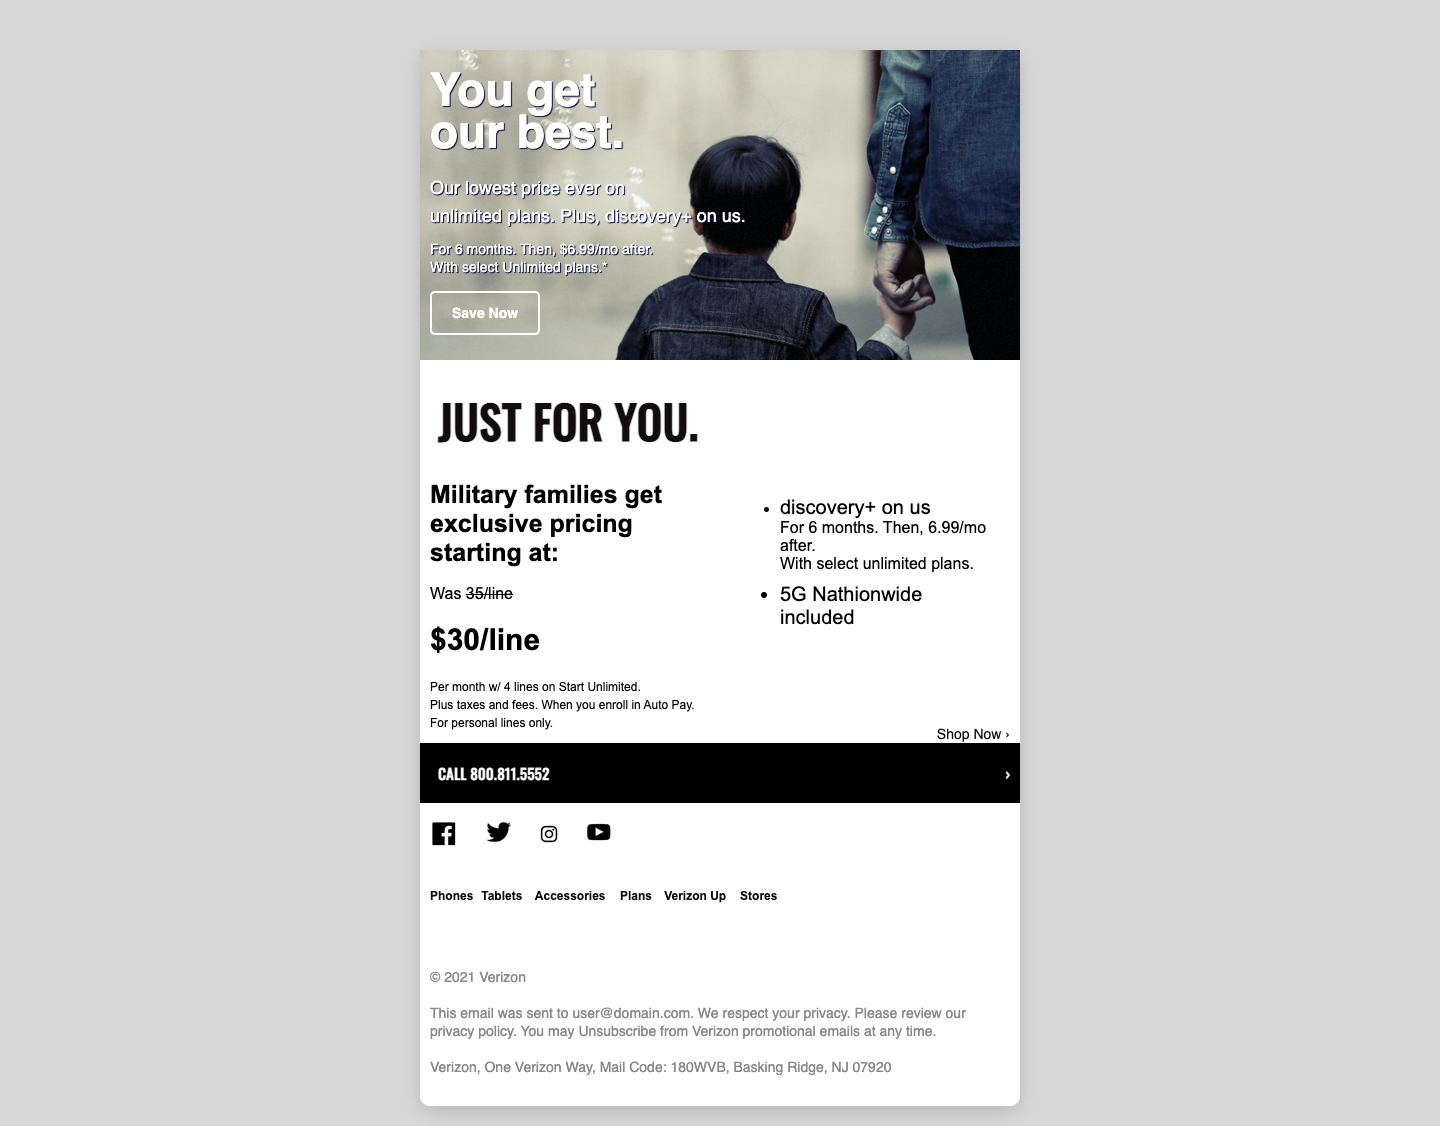 You get
our best.
Our lowest price ever on
unlimited plans. Plus, discovery+ on us.
For 6 months. Then, $6.99/mo after.
With select Unlimited plans.*
Save Now
JUST FOR YOU.
Military families get
exclusive pricing
starting at:
Was 35/line
$30/line
Per month w/ 4 lines on Start Unlimited.
Plus taxes and fees. When you enroll in Auto Pay.
For personal lines only.
• discovery+ on us
For 6 months. Then, 6.99/mo
after.
With select unlimited plans.
• 5G Nathionwide
included
Shop Now ›
CALL 800.811.5552 ›
Phones Tablets Accessories Plans Verizon Up Stores
© 2021 Verizon
This email was sent to user@domain.com. We respect your privacy. Please review our
privacy policy. You may Unsubscribe from Verizon promotional emails at any time.
Verizon, One Verizon Way, Mail Code: 180WVB, Basking Ridge, NJ 07920